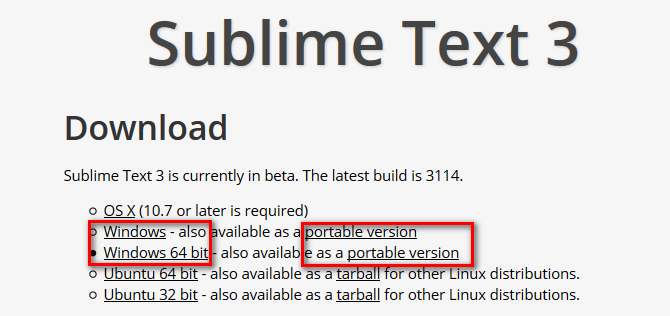 Sublime Text 3
Download
Sublime Text 3 is currently in beta. The latest build is 3114.
OS X (10.7 or later is required)
Windows - also available as a portable version
Windows 64 bit - also available as a portable version
Ubuntu 64 bit - also available as a tarball for other Linux distributions.
Ubuntu 32 bit - also available as a tarball for other Linux distributions.